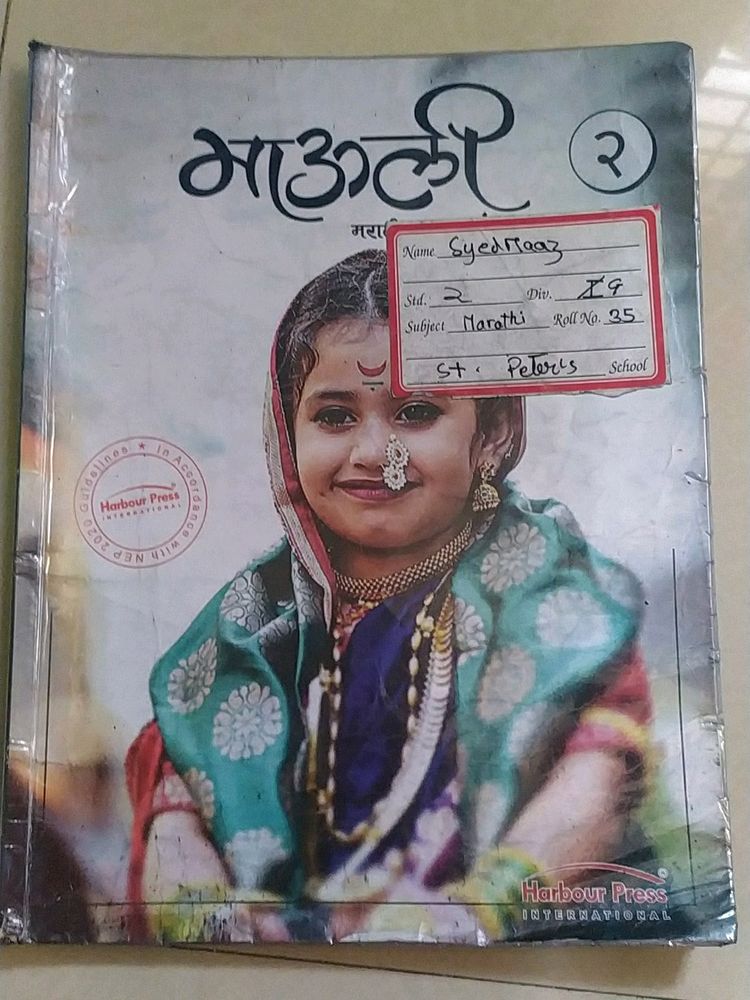 माऊली
२
मराठी
Name Syed Maaz
Std. 2 Div. G
Subject Marathi Roll No. 35
St. Peter's School
in Accordance with NEP 2020 Guidelines ★
Harbour Press®
INTERNATIONAL
Harbour Press®
INTERNATIONAL